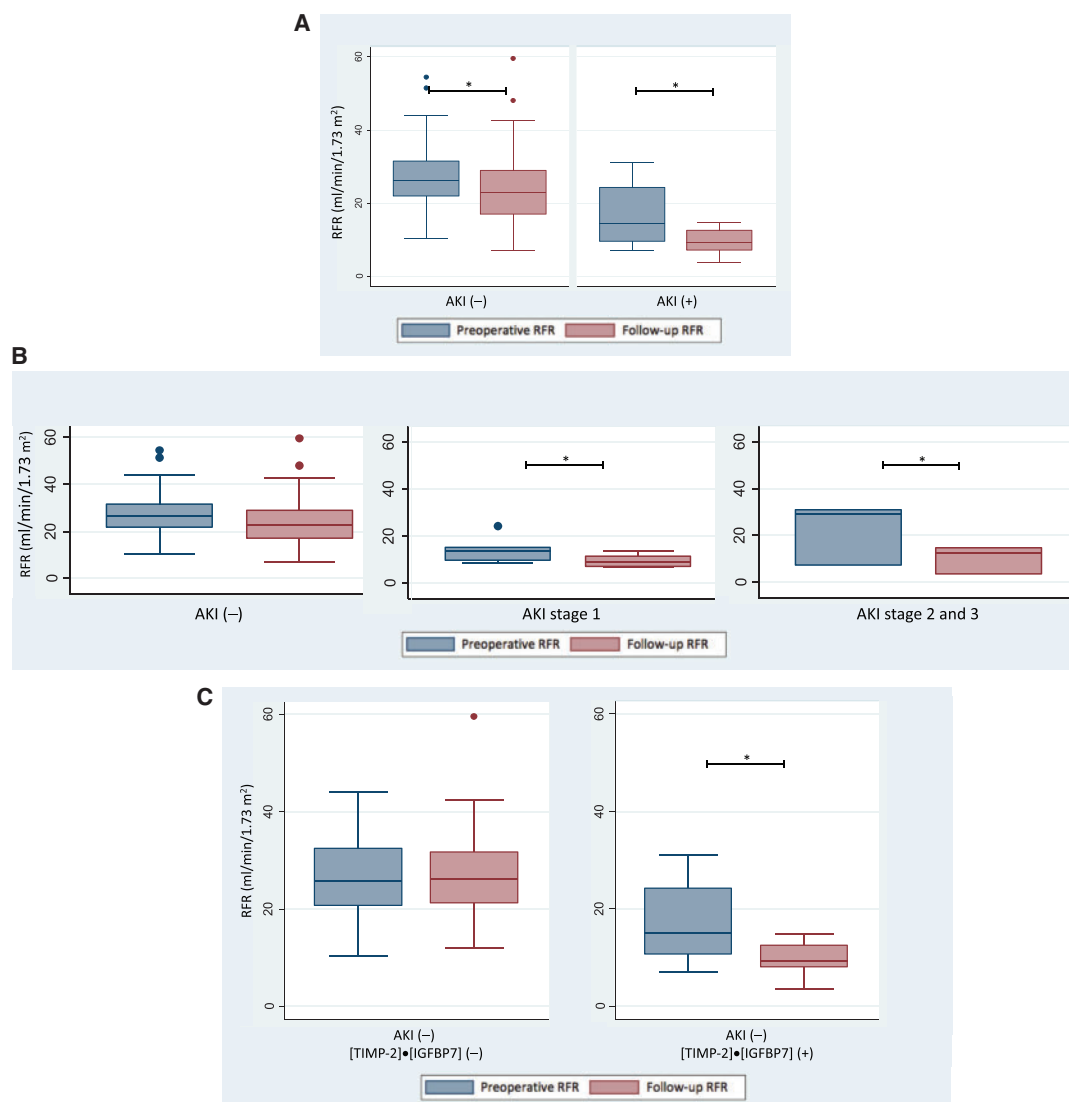 A
RFR (ml/min/1.73 m²)
60
40
20
0
*
*
AKI (–)
AKI (+)
Preoperative RFR
Follow-up RFR
B
RFR (ml/min/1.73 m²)
60
40
20
0
AKI (–)
60
40
20
0
*
AKI stage 1
60
40
20
0
*
AKI stage 2 and 3
Preoperative RFR
Follow-up RFR
C
RFR (ml/min/1.73 m²)
60
40
20
0
AKI (–)
[TIMP-2]●[IGFBP7] (–)
60
40
20
0
*
AKI (–)
[TIMP-2]●[IGFBP7] (+)
Preoperative RFR
Follow-up RFR